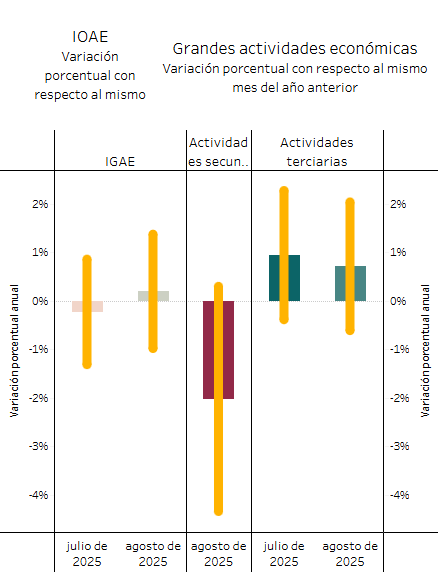 IOAE
Variación
porcentual con
respecto al mismo
Grandes actividades económicas
Variación porcentual con respecto al mismo
mes del año anterior
IGAE
Actividad
es secun..
Actividades
terciarias
2%
1%
0%
-1%
-2%
-3%
-4%
Variación porcentual anual
2%
1%
0%
-1%
-2%
-3%
-4%
Variación porcentual anual
julio de
2025
agosto de
2025
agosto de
2025
julio de
2025
agosto de
2025